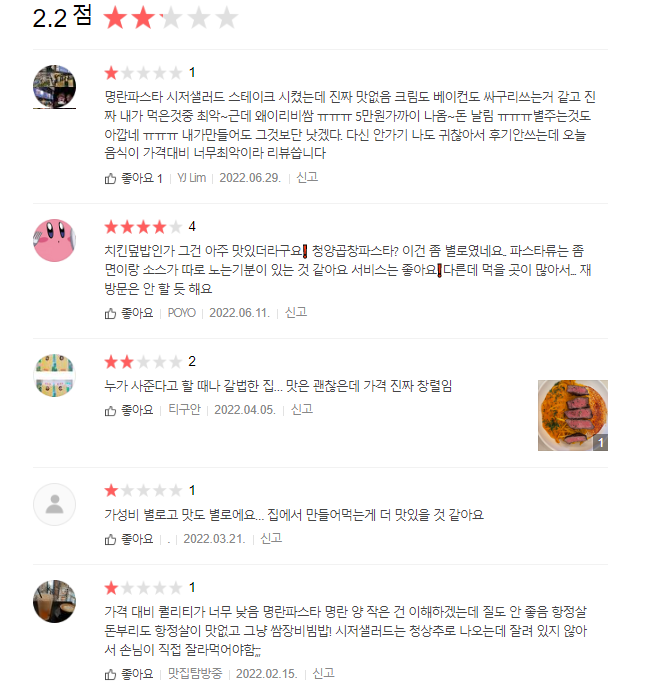 2.2 점
1
명란파스타 시저샐러드 스테이크 시켰는데 진짜 맛없음 크림도 베이컨도 싸구리쓰는거 같고 진
짜 내가 먹은것중 최악~근데 왜이리비쌈 ㅠㅠㅠㅠ 5만원가까이 나옴~돈 날림 ㅠㅠㅠㅠ별주는것도
아깝네 ㅠㅠㅠㅠ 내가만들어도 그것보단 낫겠다. 다신 안가기 나도 귀찮아서 후기안쓰는데 오늘
음식이 가격대비 너무최악이라 리뷰씁니다
좋아요 1 YJ Lim 2022.06.29. 신고
4
치킨덮밥인가 그건 아주 맛있더라구요❗ 청양곱창파스타? 이건 좀 별로였네요.. 파스타류는 좀
면이랑 소스가 따로 노는기분이 있는 것 같아요 서비스는 좋아요❗다른데 먹을 곳이 많아서... 재
방문은 안 할 듯 해요
좋아요 POYO 2022.06.11. 신고
2
누가 사준다고 할 때나 갈법한 집... 맛은 괜찮은데 가격 진짜 창렬임
1
좋아요 티구안 2022.04.05. 신고
1
가성비 별로고 맛도 별로에요... 집에서 만들어먹는게 더 맛있을 것 같아요
좋아요 . 2022.03.21. 신고
1
가격 대비 퀄리티가 너무 낮음 명란파스타 명란 양 작은 건 이해하겠는데 질도 안 좋음 항정살
돈부리도 항정살이 맛없고 그냥 쌈장비빔밥! 시저샐러드는 청상추로 나오는데 잘려 있지 않아
서 손님이 직접 잘라먹어야함;;;
좋아요 맛집탐방중 2022.02.15. 신고